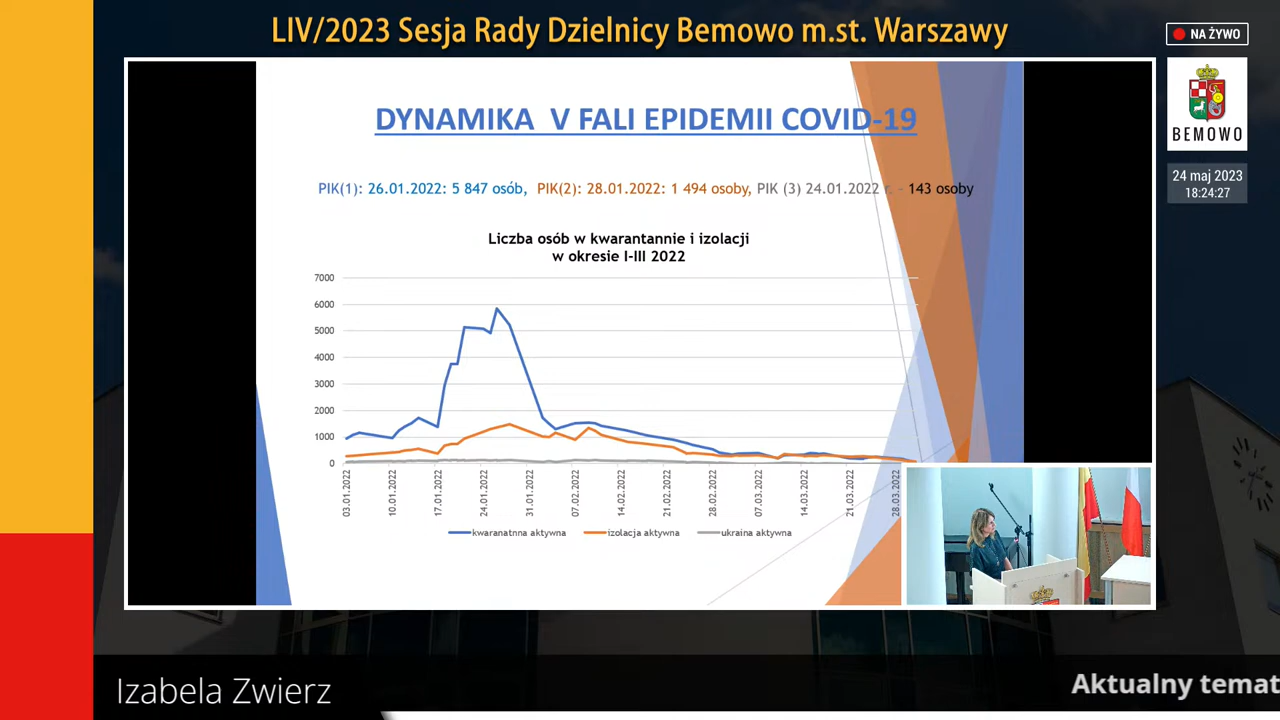 LIV/2023 Sesja Rady Dzielnicy Bemowo m.st. Warszawy
NA ŻYWO
BEMOWO
24 maj 2023
18:24:27
DYNAMIKA V FALI EPIDEMII COVID-19
PIK(1): 26.01.2022: 5 847 osób, PIK(2): 28.01.2022: 1 494 osoby, PIK (3) 24.01.2022 r. - 143 osoby
Liczba osób w kwarantannie i izolacji
w okresie I-III 2022
7000
6000
5000
4000
3000
2000
1000
0
03.01.2022
10.01.2022
17.01.2022
24.01.2022
31.01.2022
07.02.2022
14.02.2022
21.02.2022
28.02.2022
07.03.2022
14.03.2022
21.03.2022
28.03.2022
kwaranatnna aktywna
izolacja aktywna
ukraina aktywna
Izabela Zwierz
Aktualny temat